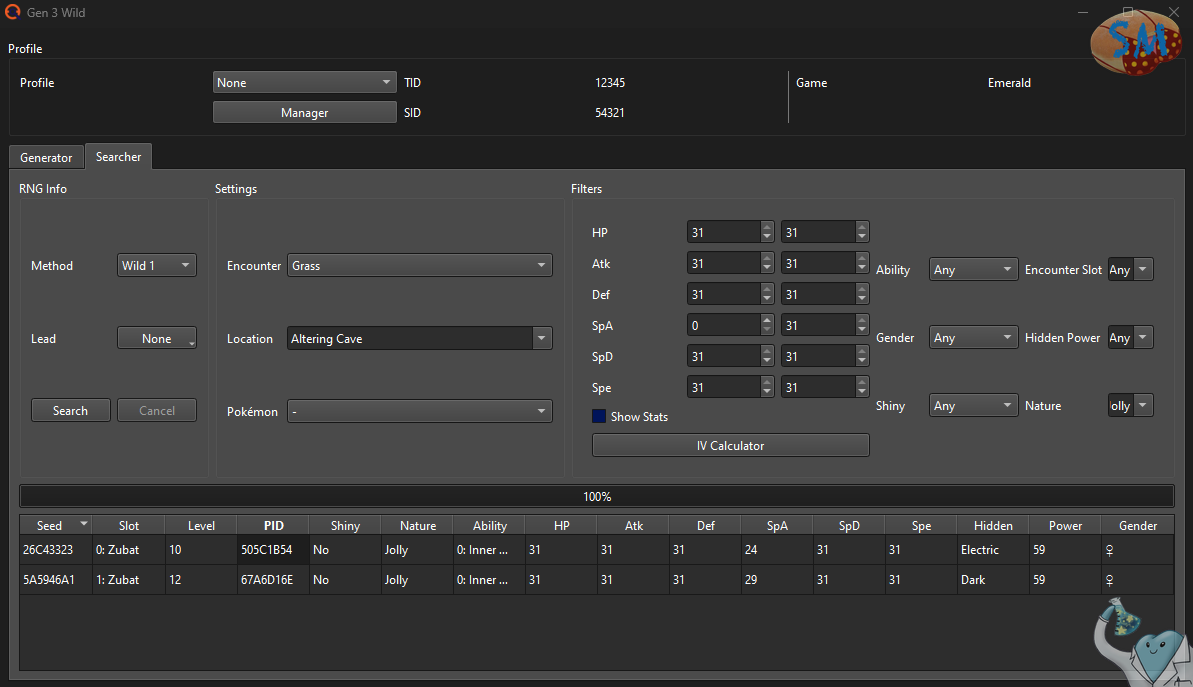 Gen 3 Wild
SM
Profile
Profile None TID 12345 Game Emerald
Manager SID 54321
Generator Searcher
RNG Info Settings Filters
HP 31 31
Method Wild 1 Encounter Grass Atk 31 31 Ability Any Encounter Slot Any
Def 31 31
Lead None Location Altering Cave SpA 0 31 Gender Any Hidden Power Any
SpD 31 31
Search Cancel Pokémon - Spe 31 31 Shiny Any Nature olly
Show Stats
IV Calculator
100%
Seed Slot Level PID Shiny Nature Ability HP Atk Def SpA SpD Spe Hidden Power Gender
26C43323 0: Zubat 10 505C1B54 No Jolly 0: Inner ... 31 31 31 24 31 31 Electric 59 ♀
5A5946A1 1: Zubat 12 67A6D16E No Jolly 0: Inner ... 31 31 31 29 31 31 Dark 59 ♀